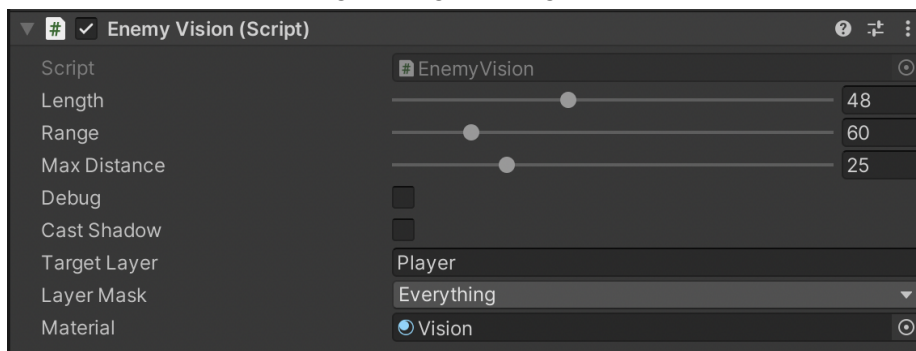 # Enemy Vision (Script)
Script # EnemyVision
Length 48
Range 60
Max Distance 25
Debug
Cast Shadow
Target Layer Player
Layer Mask Everything
Material Vision